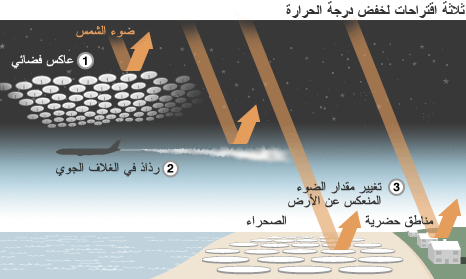 ثلاثة اقتراحات لخفض درجة الحرارة
ضوء الشمس
1 عاكس فضائي
2 رذاذ في الغلاف الجوي
3 تغيير مقدار الضوء
المنعكس عن الأرض
الصحراء
مناطق حضرية